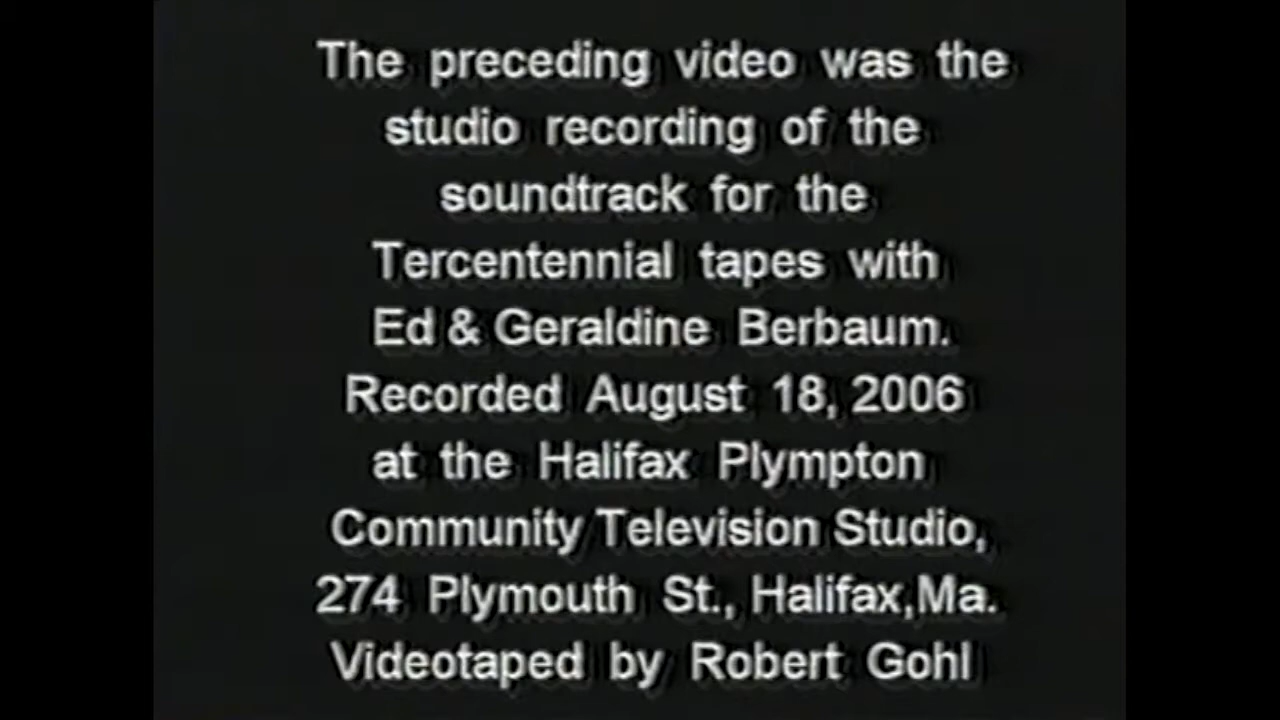 The preceding video was the
studio recording of the
soundtrack for the
Tercentennial tapes with
Ed & Geraldine Berbaum.
Recorded August 18, 2006
at the Halifax Plympton
Community Television Studio,
274 Plymouth St., Halifax,Ma.
Videotaped by Robert Gohl